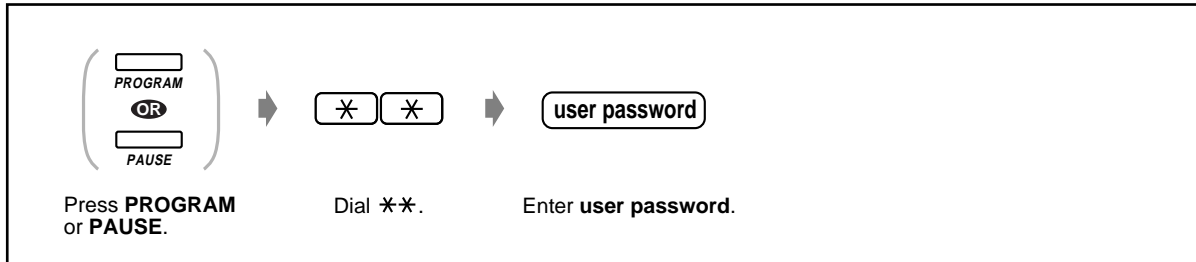 PROGRAM
OR
PAUSE
✳ ✳
user password
Press PROGRAM
or PAUSE.
Dial ✳✳.
Enter user password.